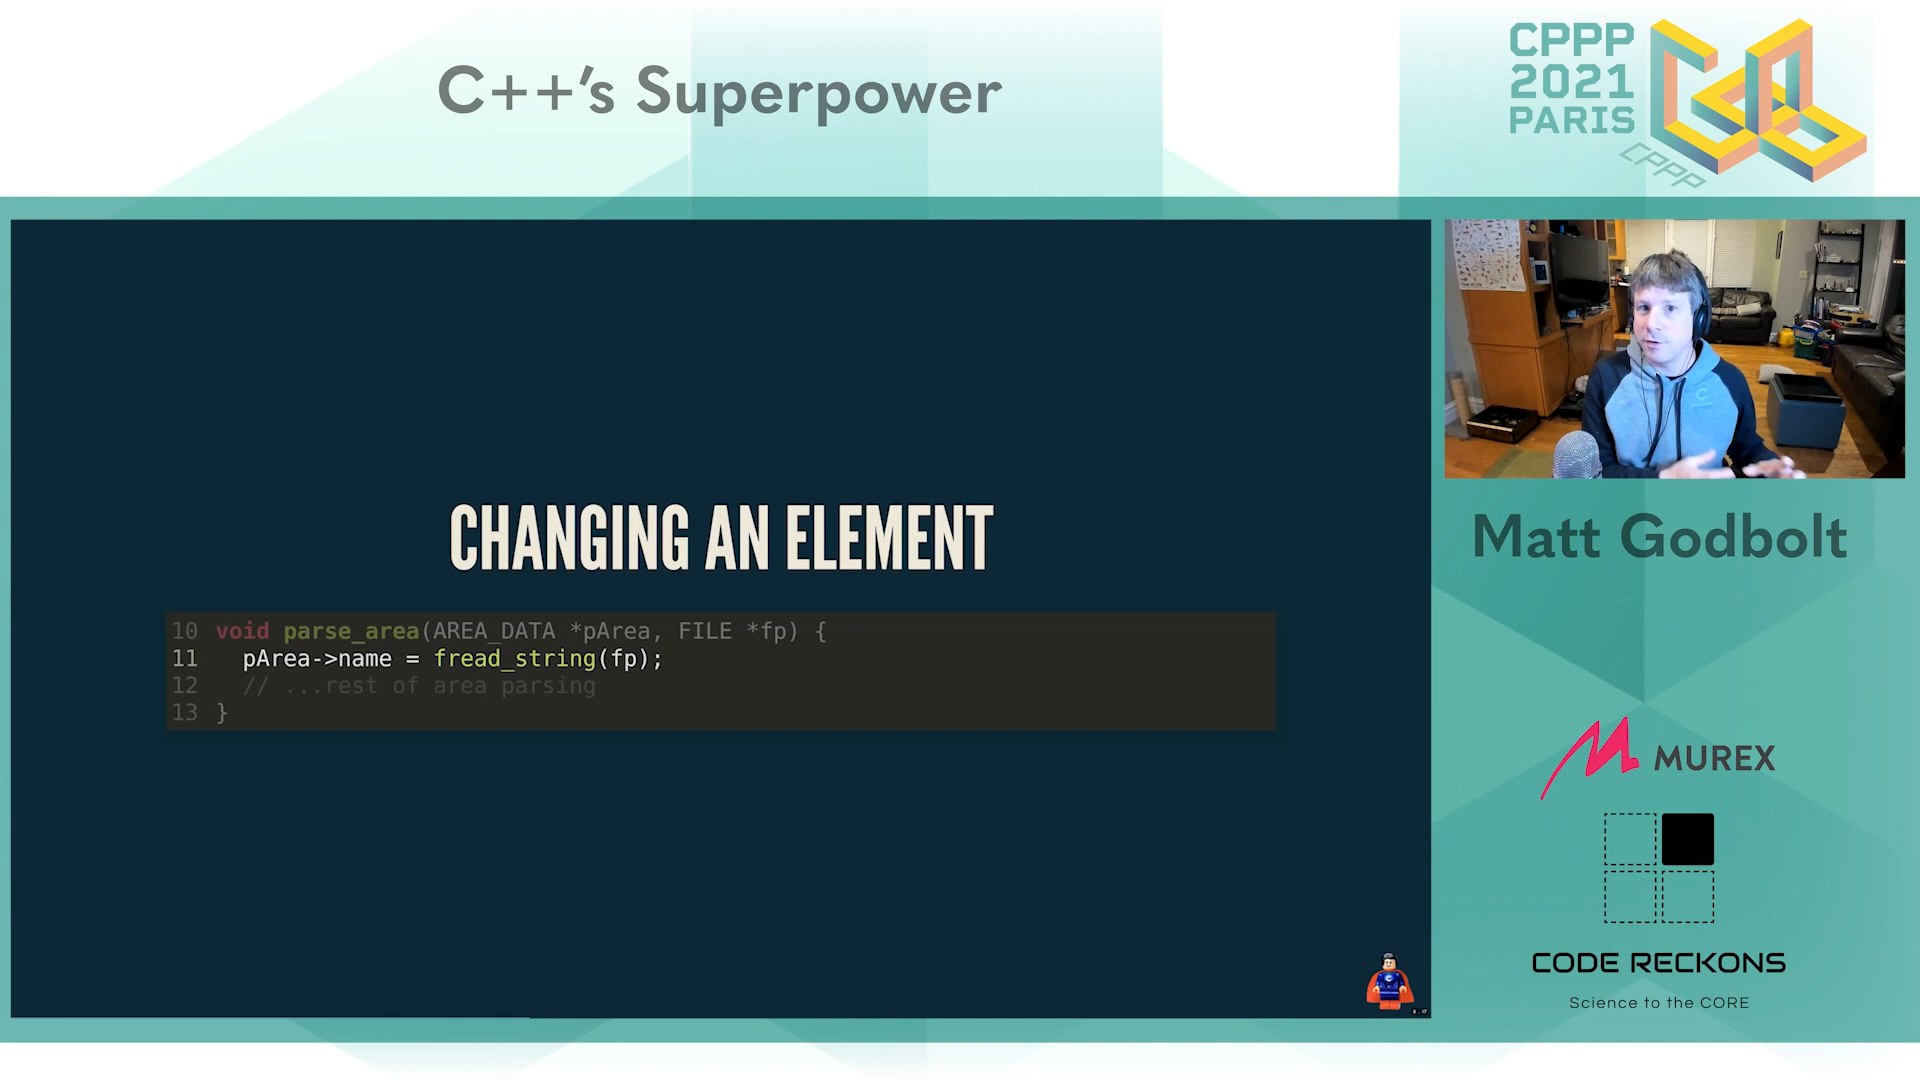 C++'s Superpower
CPPP
2021
PARIS
CPPP
CHANGING AN ELEMENT
10 void parse_area(AREA_DATA *pArea, FILE *fp) {
11   pArea->name = fread_string(fp);
12   // ...rest of area parsing
13 }
Matt Godbolt
MUREX
CODE RECKONS
Science to the CORE